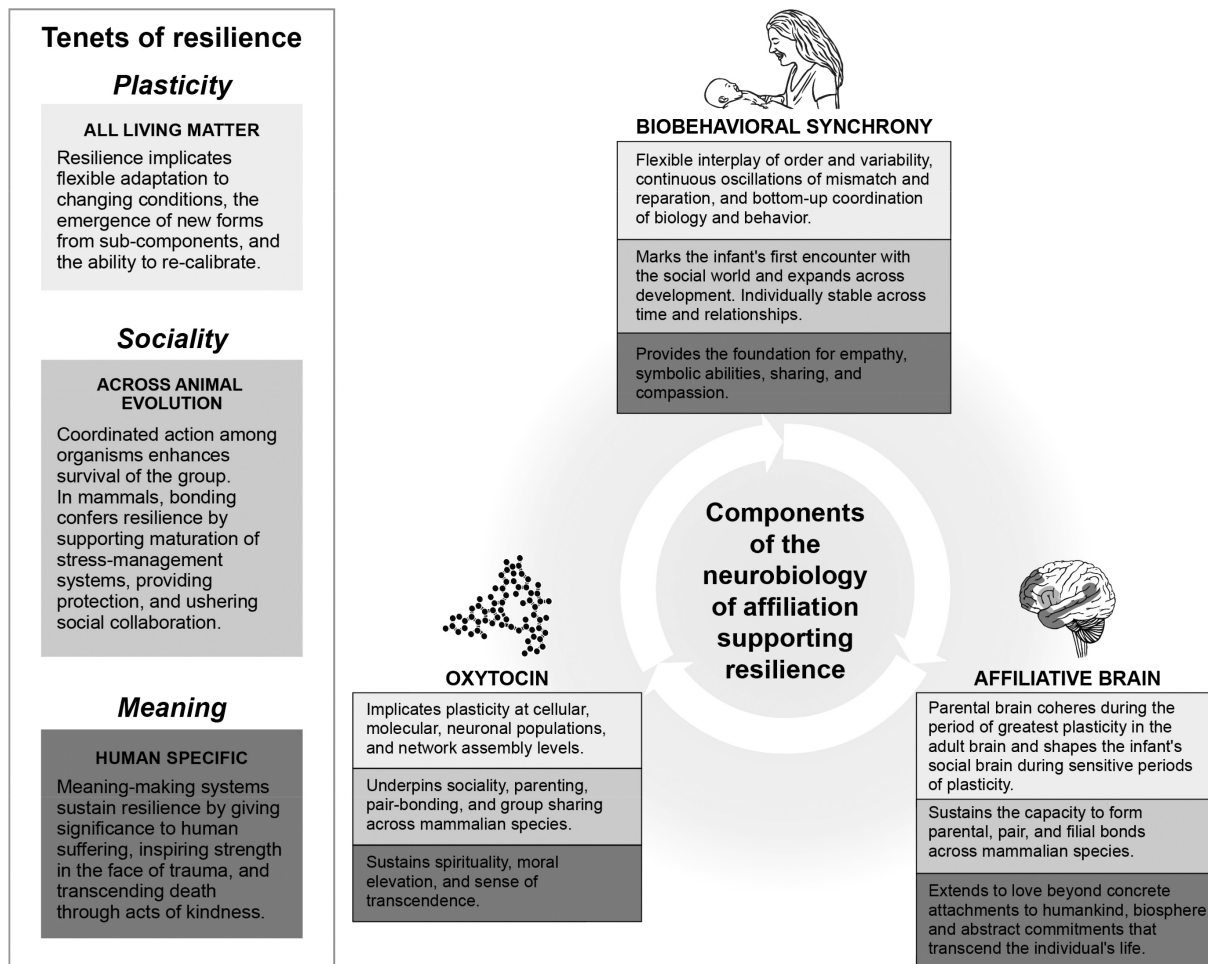 Tenets of resilience
Plasticity
ALL LIVING MATTER
Resilience implicates
flexible adaptation to
changing conditions, the
emergence of new forms
from sub-components, and
the ability to re-calibrate.
Sociality
ACROSS ANIMAL
EVOLUTION
Coordinated action among
organisms enhances
survival of the group.
In mammals, bonding
confers resilience by
supporting maturation of
stress-management
systems, providing
protection, and ushering
social collaboration.
Meaning
HUMAN SPECIFIC
Meaning-making systems
sustain resilience by giving
significance to human
suffering, inspiring strength
in the face of trauma, and
transcending death
through acts of kindness.
BIOBEHAVIORAL SYNCHRONY
Flexible interplay of order and variability,
continuous oscillations of mismatch and
reparation, and bottom-up coordination
of biology and behavior.
Marks the infant's first encounter with
the social world and expands across
development. Individually stable across
time and relationships.
Provides the foundation for empathy,
symbolic abilities, sharing, and
compassion.
Components
of the
neurobiology
of affiliation
supporting
resilience
OXYTOCIN
Implicates plasticity at cellular,
molecular, neuronal populations,
and network assembly levels.
Underpins sociality, parenting,
pair-bonding, and group sharing
across mammalian species.
Sustains spirituality, moral
elevation, and sense of
transcendence.
AFFILIATIVE BRAIN
Parental brain coheres during the
period of greatest plasticity in the
adult brain and shapes the infant's
social brain during sensitive periods
of plasticity.
Sustains the capacity to form
parental, pair, and filial bonds
across mammalian species.
Extends to love beyond concrete
attachments to humankind, biosphere
and abstract commitments that
transcend the individual's life.